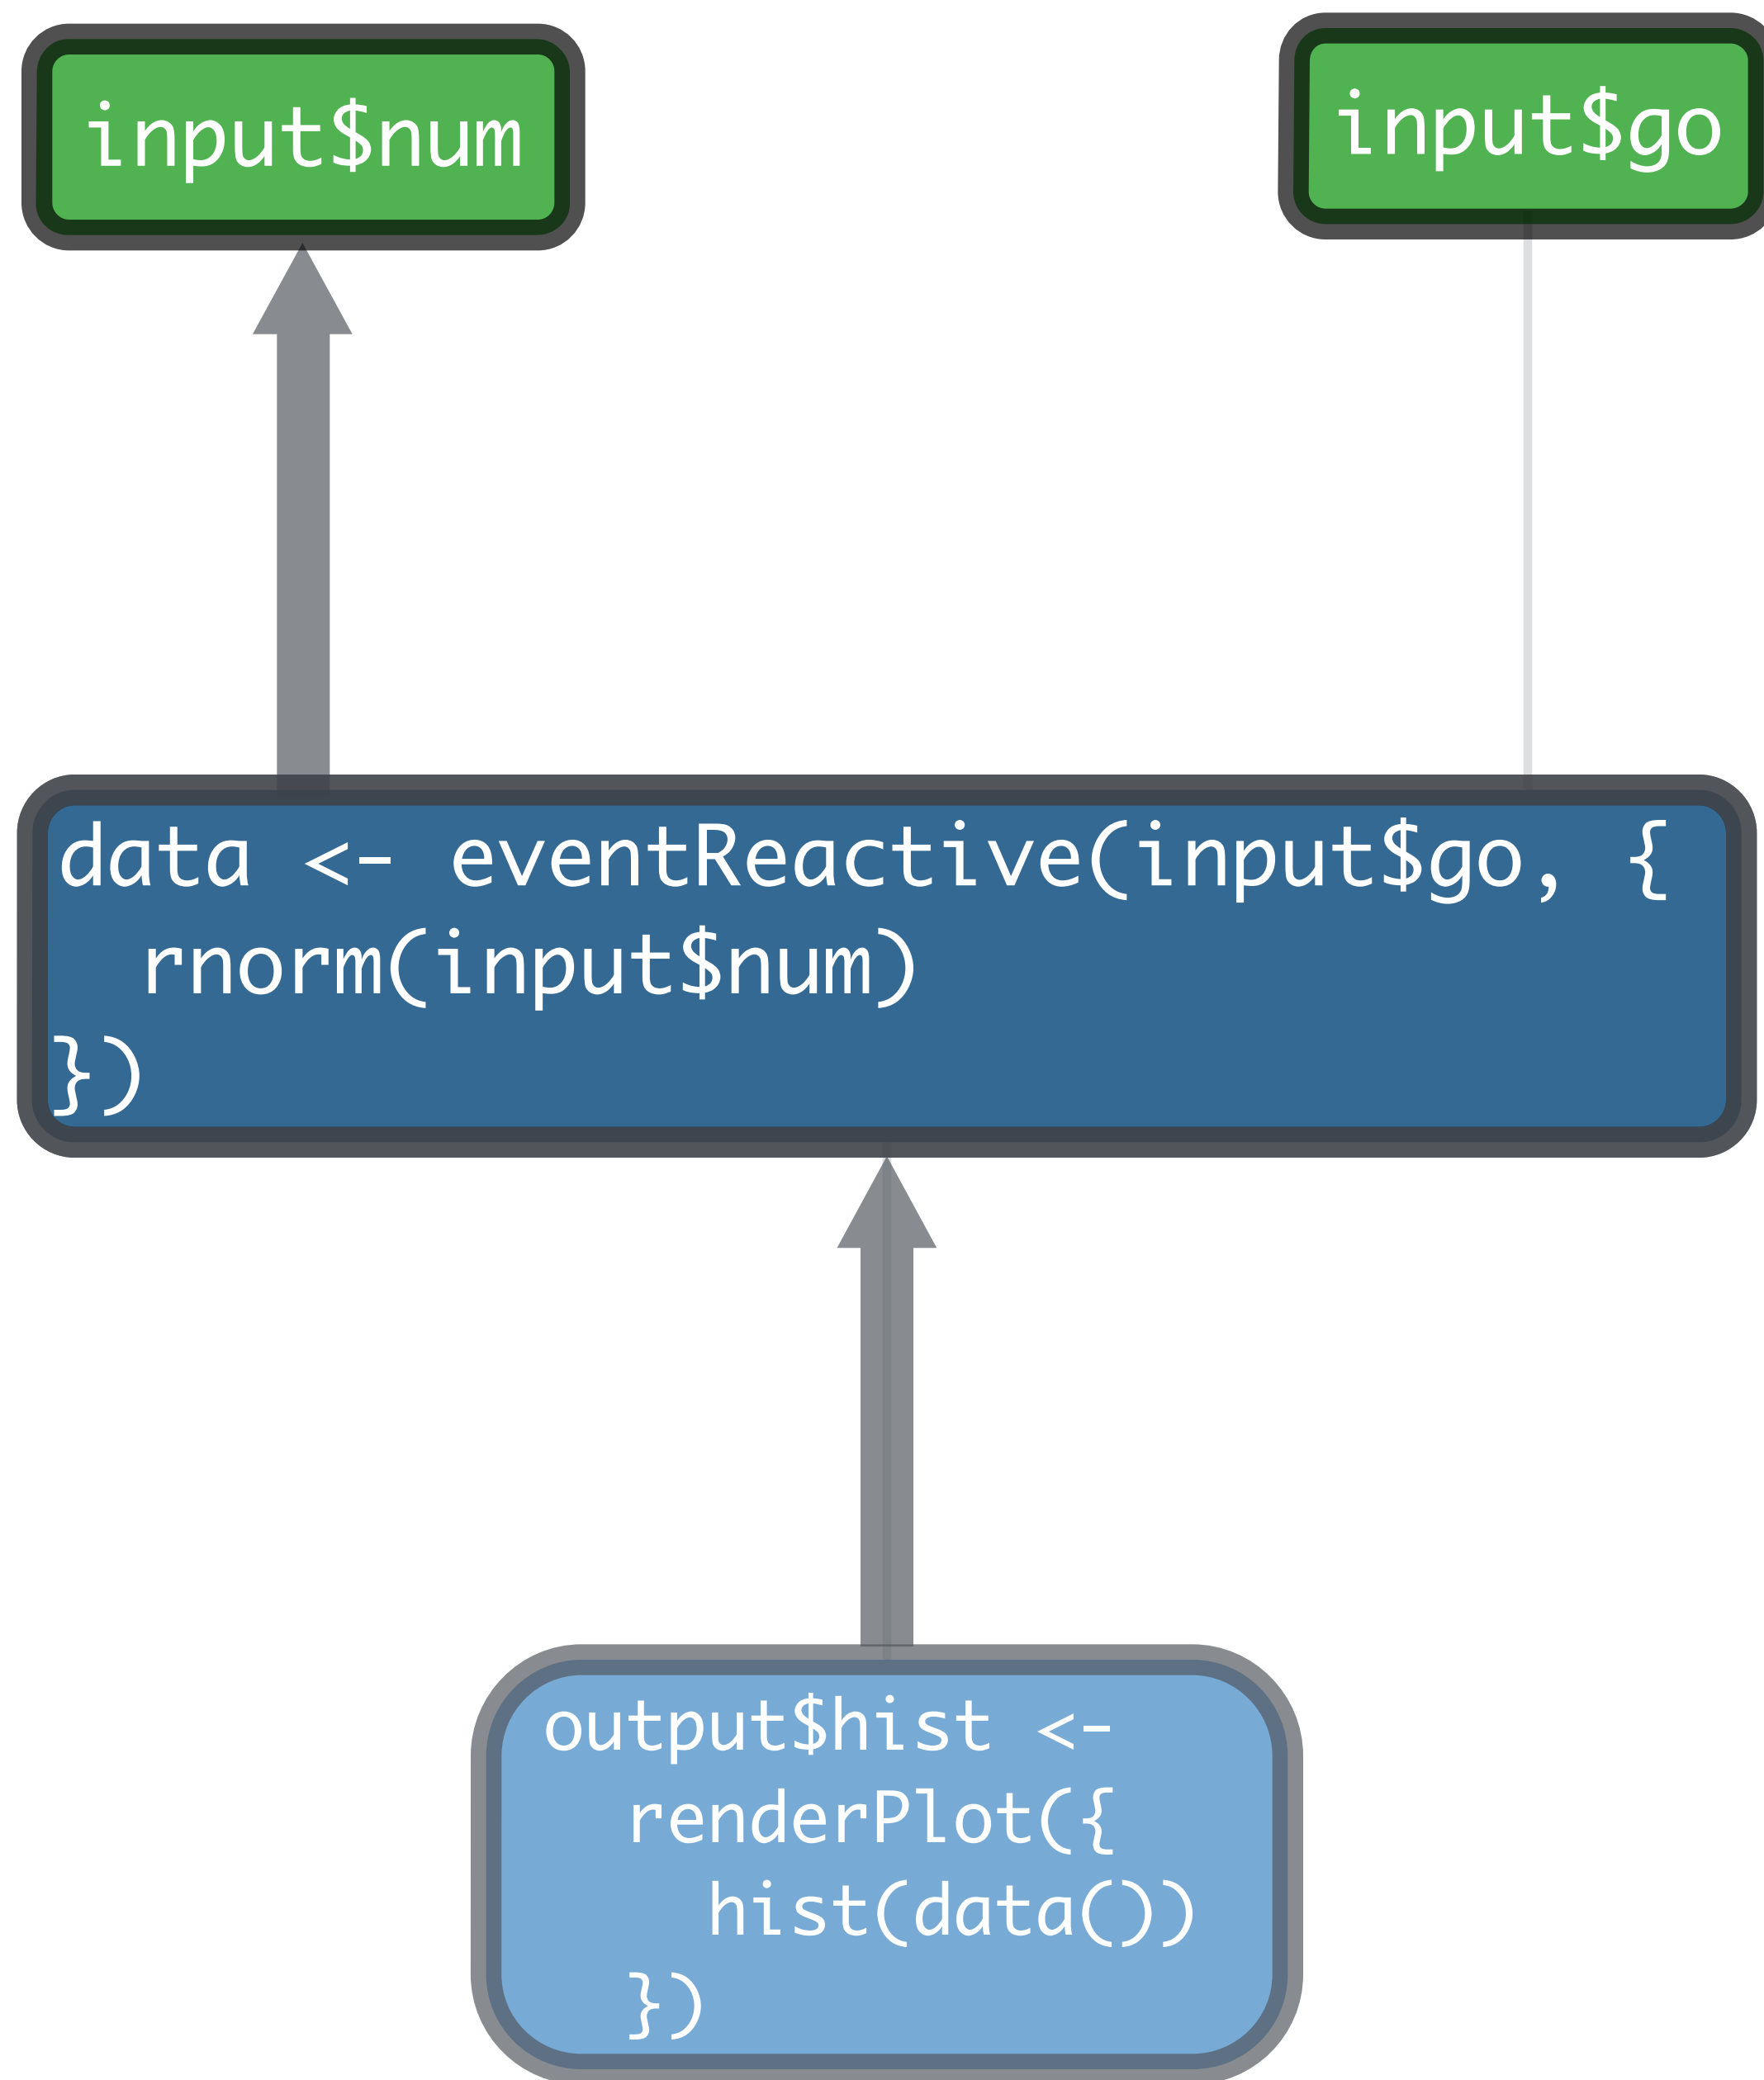 input$num
input$go
data <- eventReactive(input$go, {
  rnorm(input$num)
})
output$hist <-
  renderPlot({
    hist(data())
  })